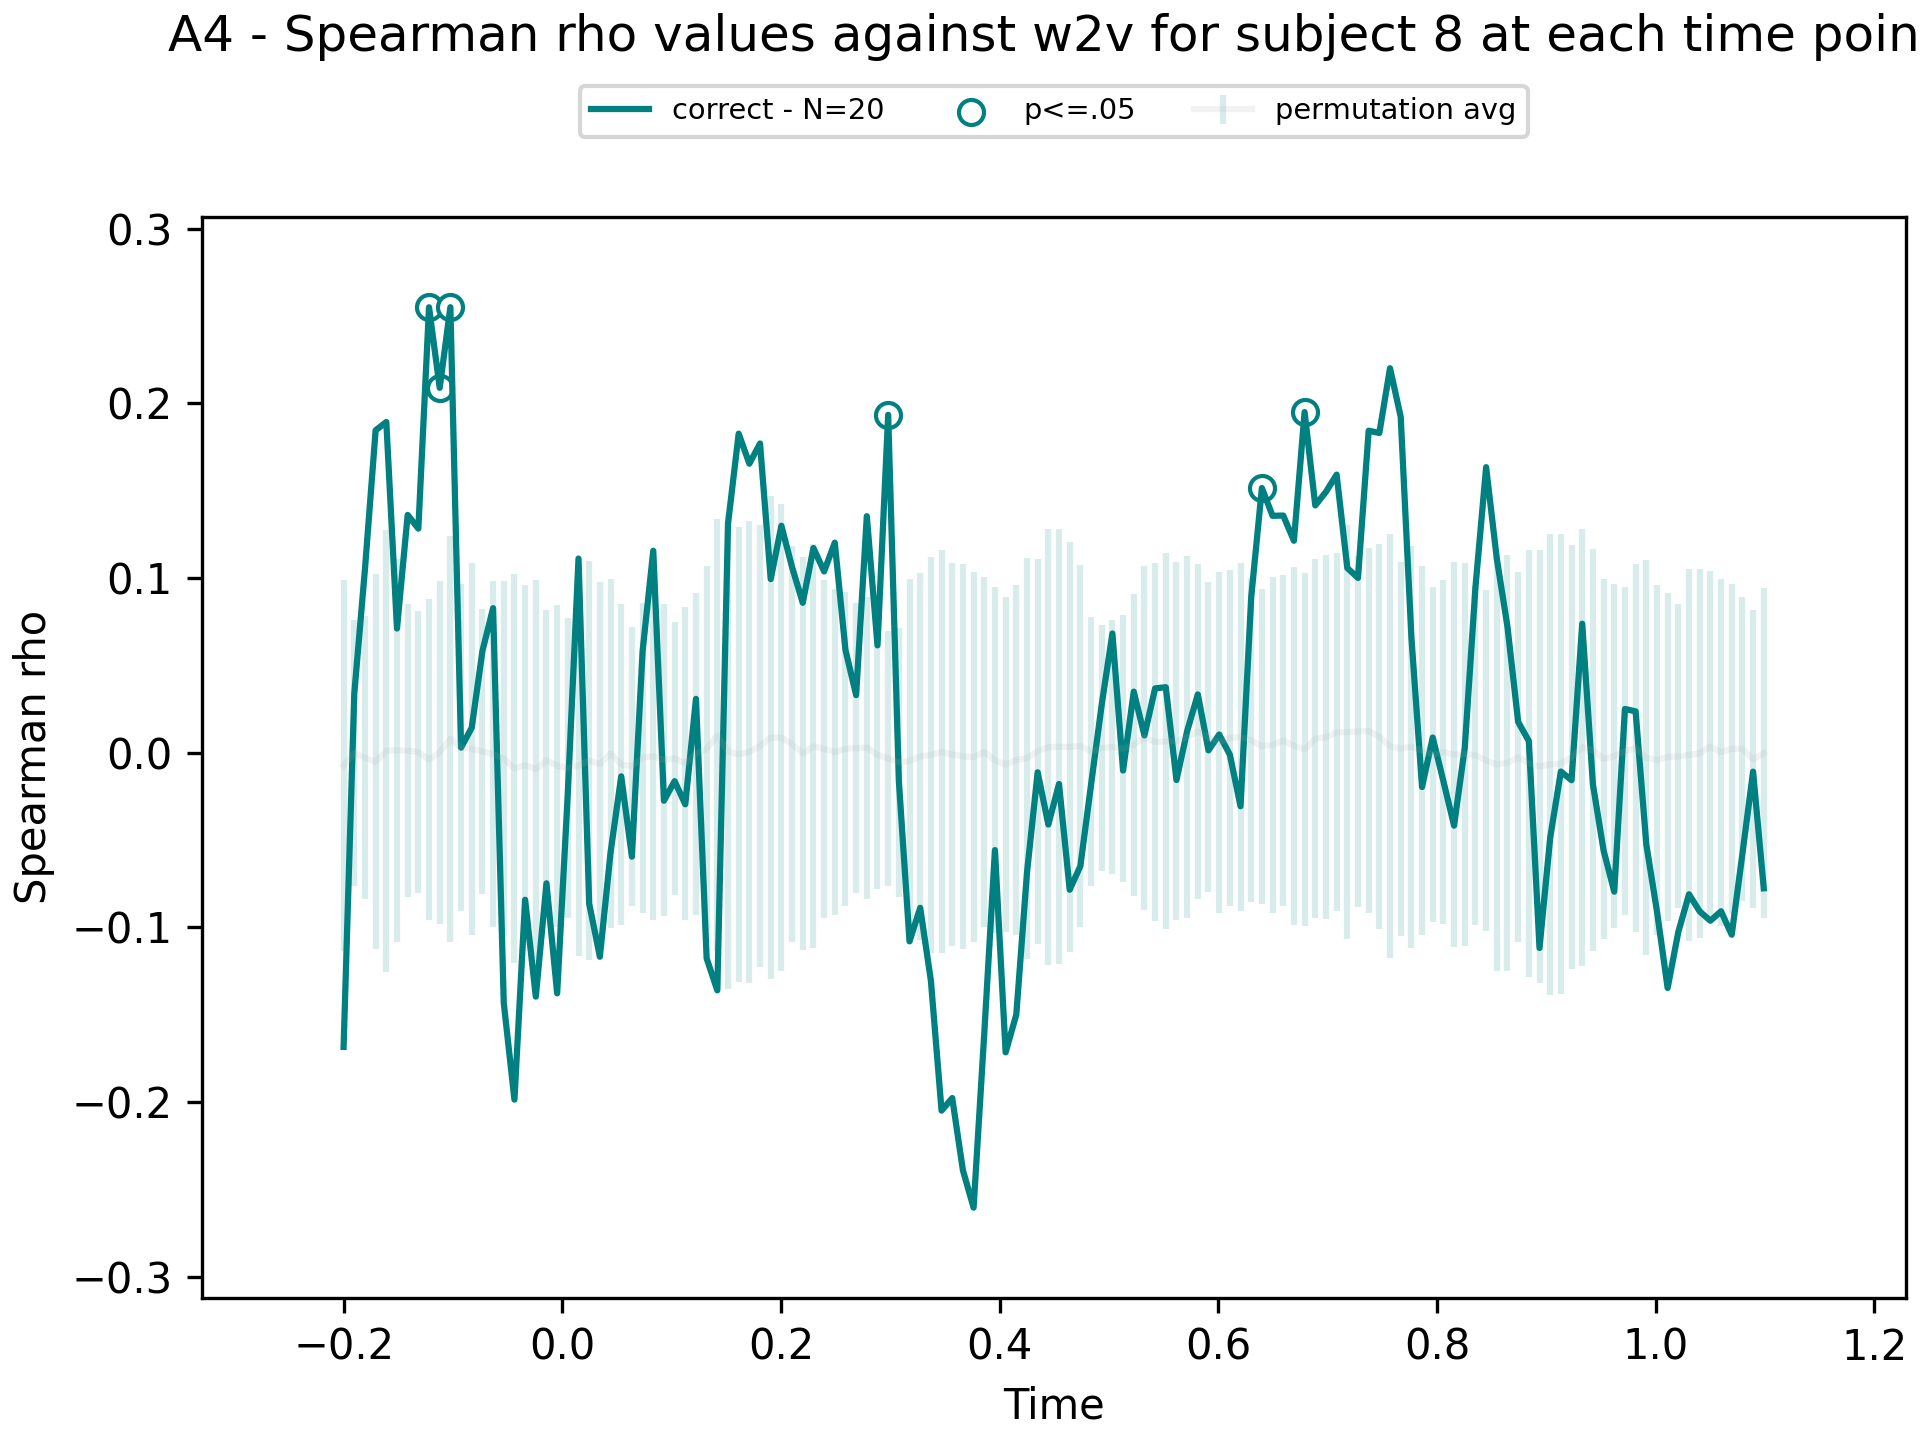 A4 - Spearman rho values against w2v for subject 8 at each time poin
correct - N=20 p<=.05 permutation avg
0.3
0.2
0.1
0.0
−0.1
−0.2
−0.3
Spearman rho
−0.2 0.0 0.2 0.4 0.6 0.8 1.0 1.2
Time